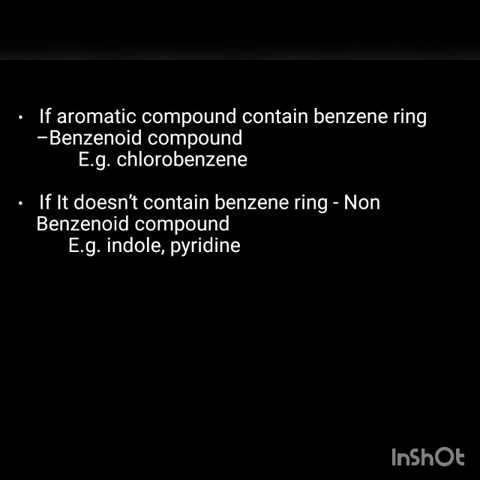 • If aromatic compound contain benzene ring
–Benzenoid compound
E.g. chlorobenzene
• If It doesn't contain benzene ring - Non
Benzenoid compound
E.g. indole, pyridine
InShOt